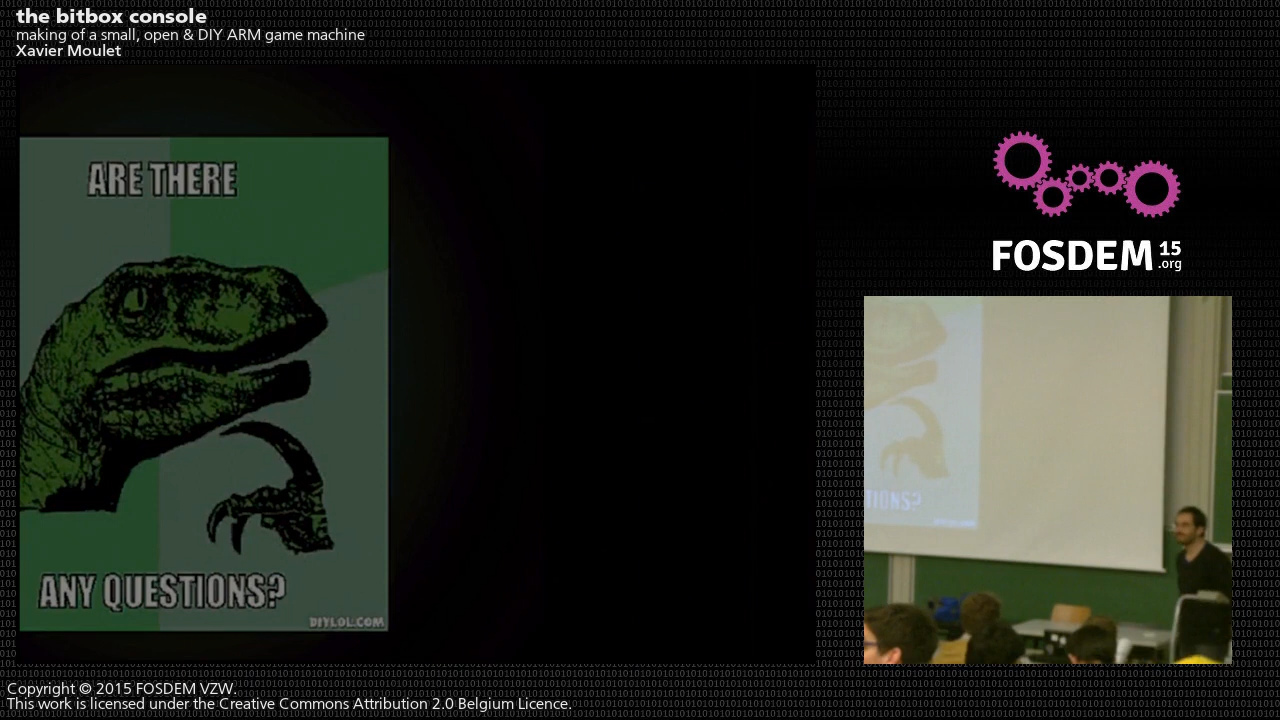 the bitbox console
making of a small, open & DIY ARM game machine
Xavier Moulet
ARE THERE
ANY QUESTIONS?
DIYLOL.COM
FOSDEM 15
.org
TIONS?
Copyright © 2015 FOSDEM VZW.
This work is licensed under the Creative Commons Attribution 2.0 Belgium Licence.